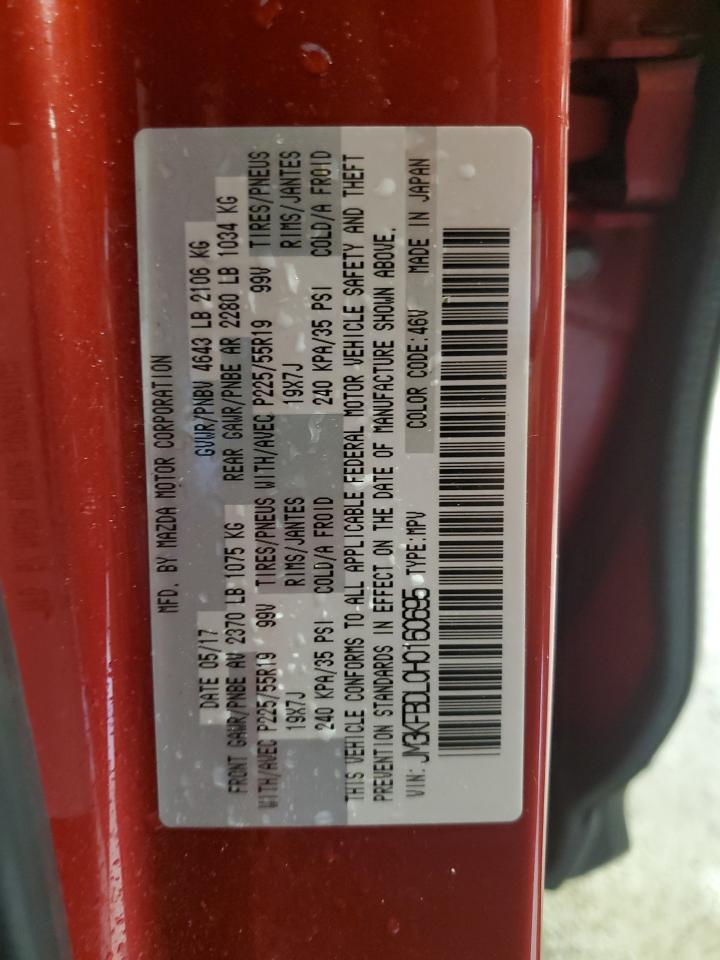 MFD. BY MAZDA MOTOR CORPORATION
DATE 05/17 GVWR/PNBV 4643 LB 2106 KG
FRONT GAWR/PNBE AV 2370 LB 1075 KG REAR GAWR/PNBE AR 2280 LB 1034 KG
WITH/AVEC P225/55R19 99V TIRES/PNEUS WITH/AVEC P225/55R19 99V TIRES/PNEUS
19X7J RIMS/JANTES 19X7J RIMS/JANTES
240 KPA/35 PSI COLD/A FROID 240 KPA/35 PSI COLD/A FROID
THIS VEHICLE CONFORMS TO ALL APPLICABLE FEDERAL MOTOR VEHICLE SAFETY AND THEFT
PREVENTION STANDARDS IN EFFECT ON THE DATE OF MANUFACTURE SHOWN ABOVE.
VIN: JM3KFBDL0H0160695 TYPE:MPV COLOR CODE:46V MADE IN JAPAN